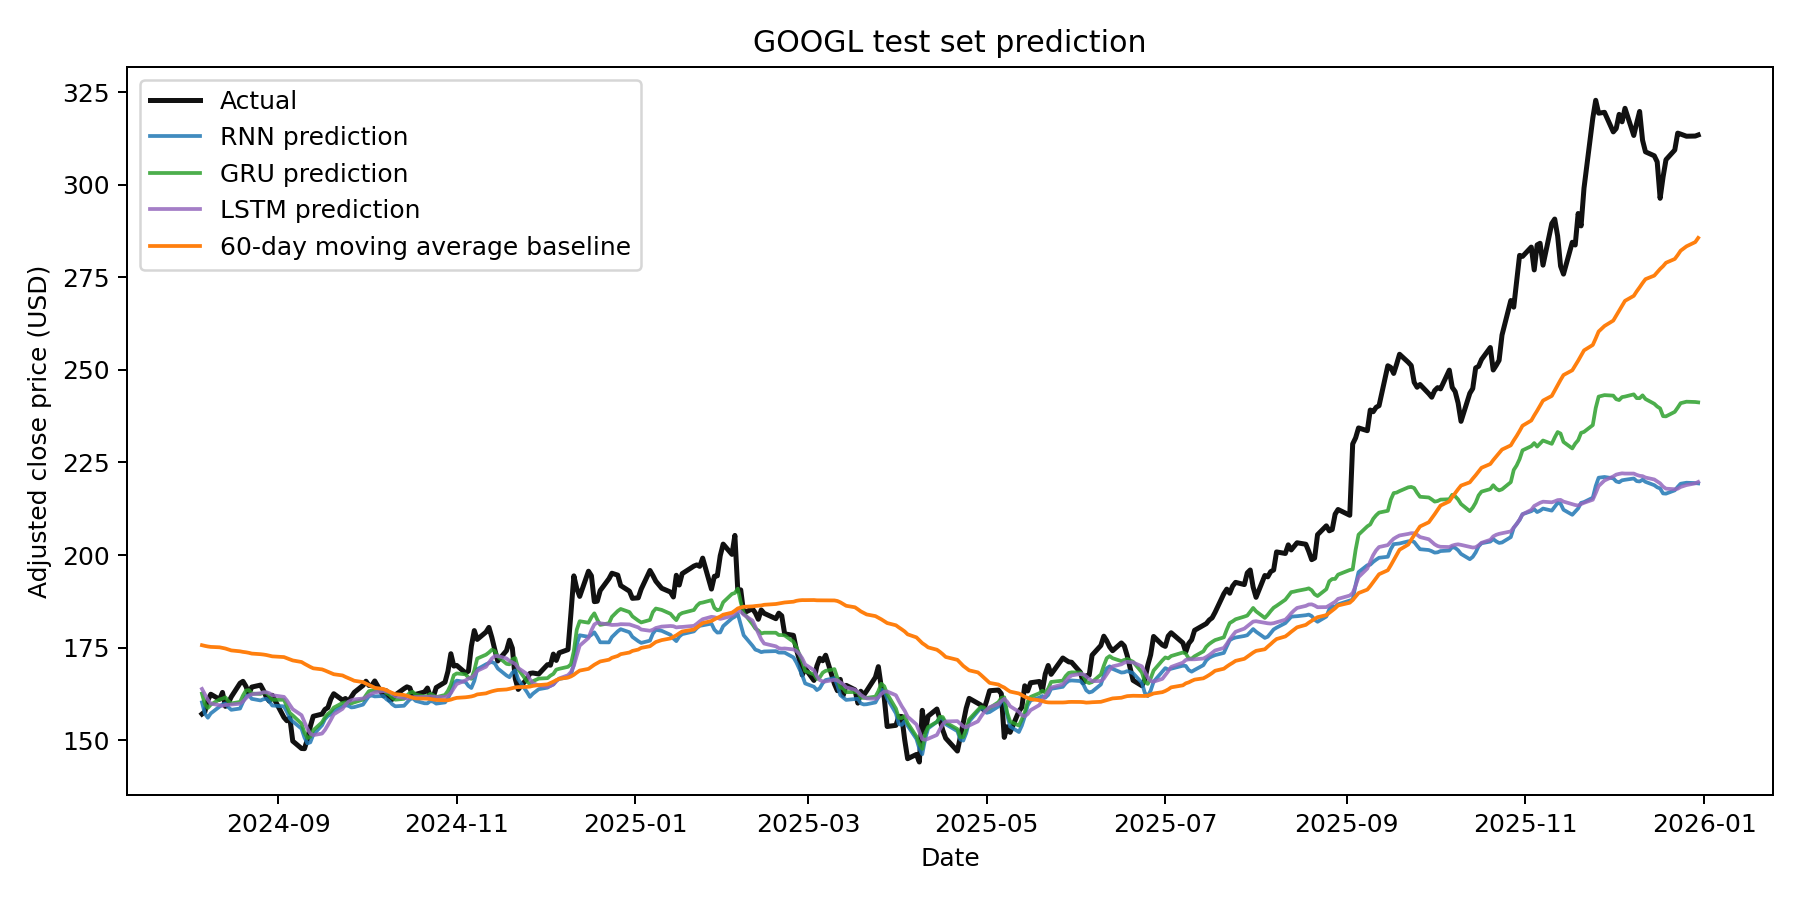 GOOGL test set prediction
Actual
RNN prediction
GRU prediction
LSTM prediction
60-day moving average baseline
Adjusted close price (USD)
325
300
275
250
225
200
175
150
2024-09
2024-11
2025-01
2025-03
2025-05
2025-07
2025-09
2025-11
2026-01
Date